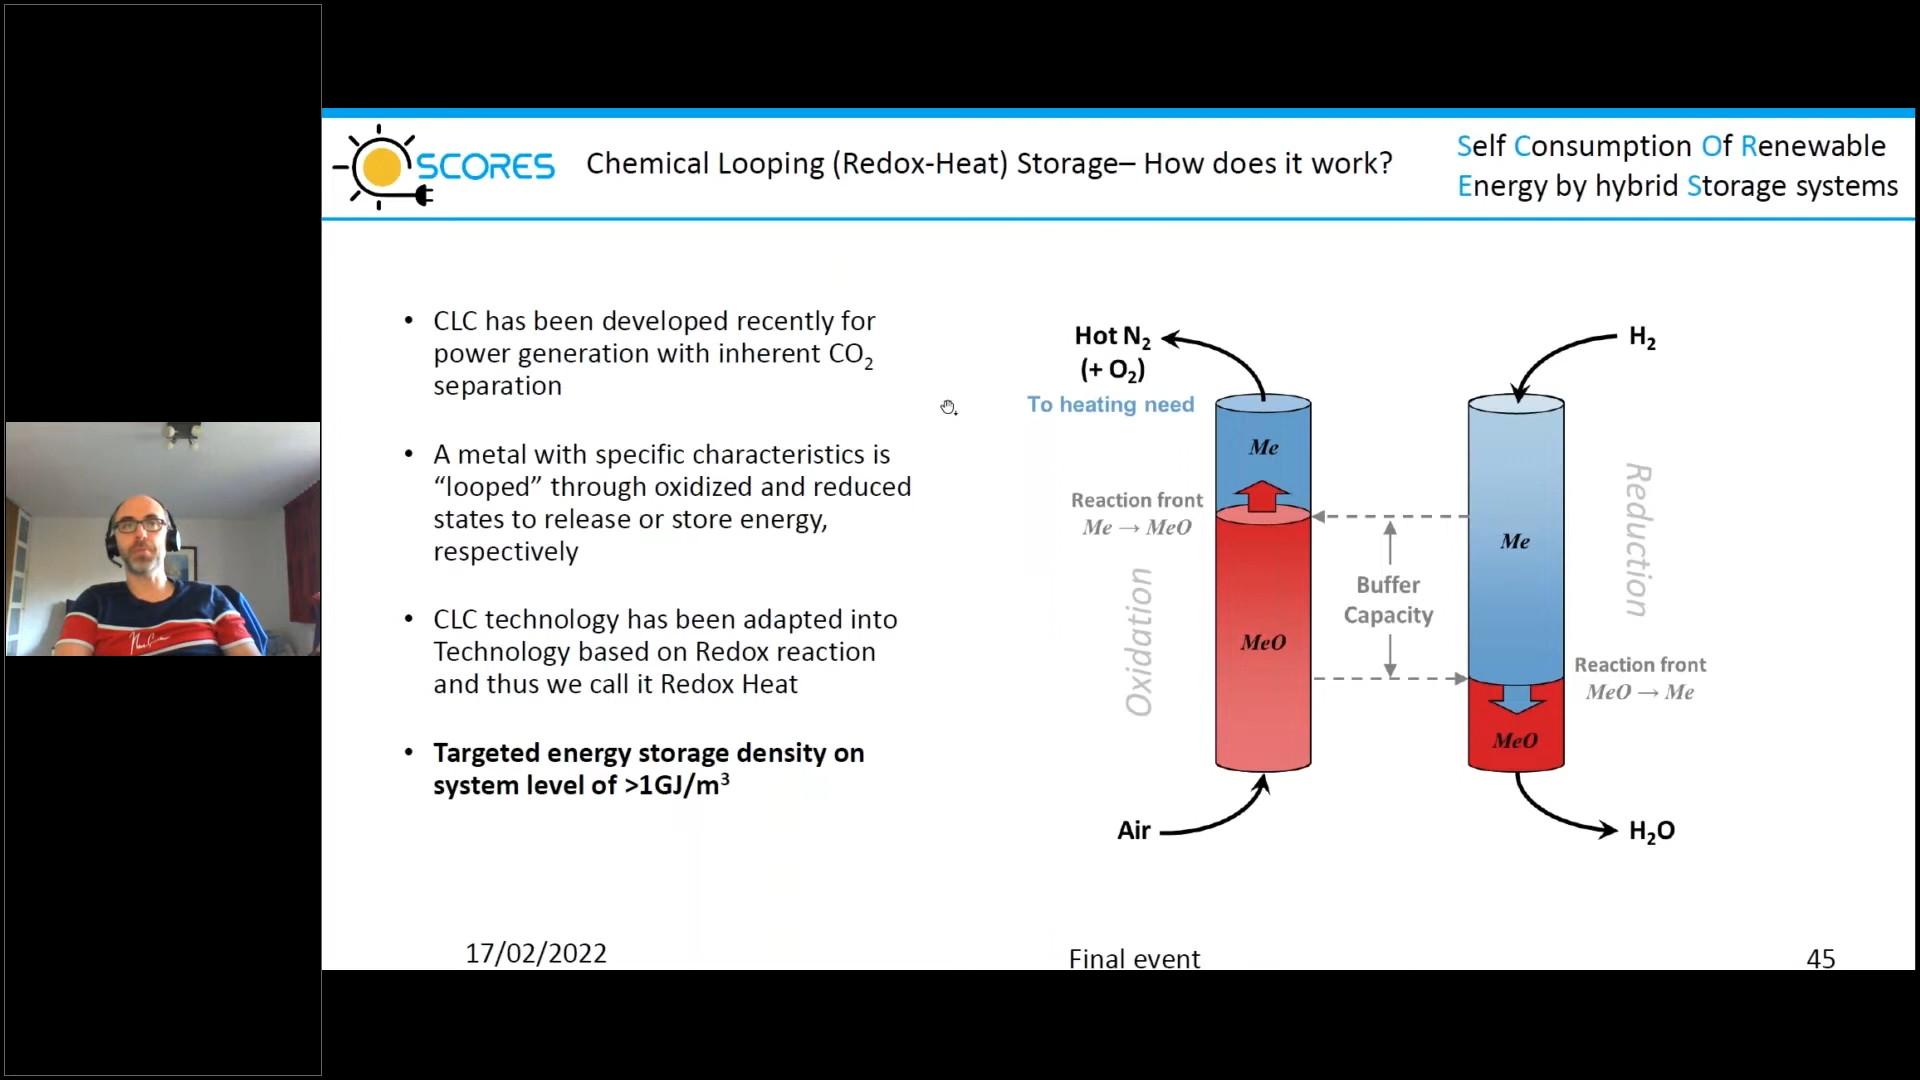 SCORES
Chemical Looping (Redox-Heat) Storage– How does it work?
Self Consumption Of Renewable
Energy by hybrid Storage systems
• CLC has been developed recently for
power generation with inherent CO2
separation
• A metal with specific characteristics is
“looped” through oxidized and reduced
states to release or store energy,
respectively
• CLC technology has been adapted into
Technology based on Redox reaction
and thus we call it Redox Heat
• Targeted energy storage density on
system level of >1GJ/m³
Hot N2
(+ O2)
To heating need
Me
Reaction front
Me → MeO
Oxidation
MeO
Air
Buffer
Capacity
H2
Me
Reduction
Reaction front
MeO → Me
MeO
H2O
17/02/2022
Final event
45